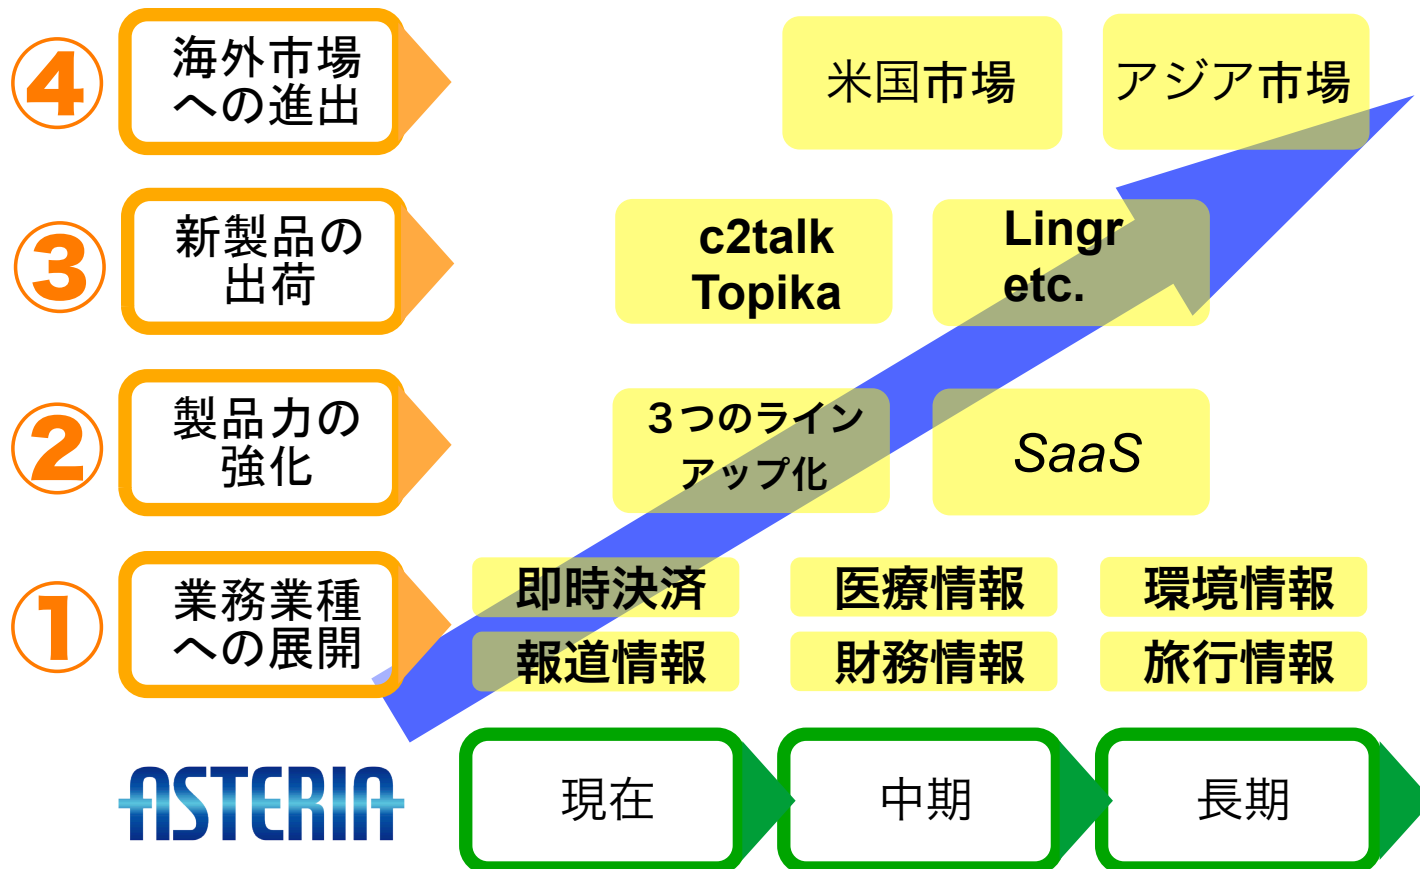 ④
海外市場
への進出
米国市場
アジア市場
③
新製品の
出荷
c2talk
Topika
Lingr
etc.
②
製品力の
強化
３つのライン
アップ化
SaaS
①
業務業種
への展開
即時決済
医療情報
環境情報
報道情報
財務情報
旅行情報
ASTERIA
現在
中期
長期